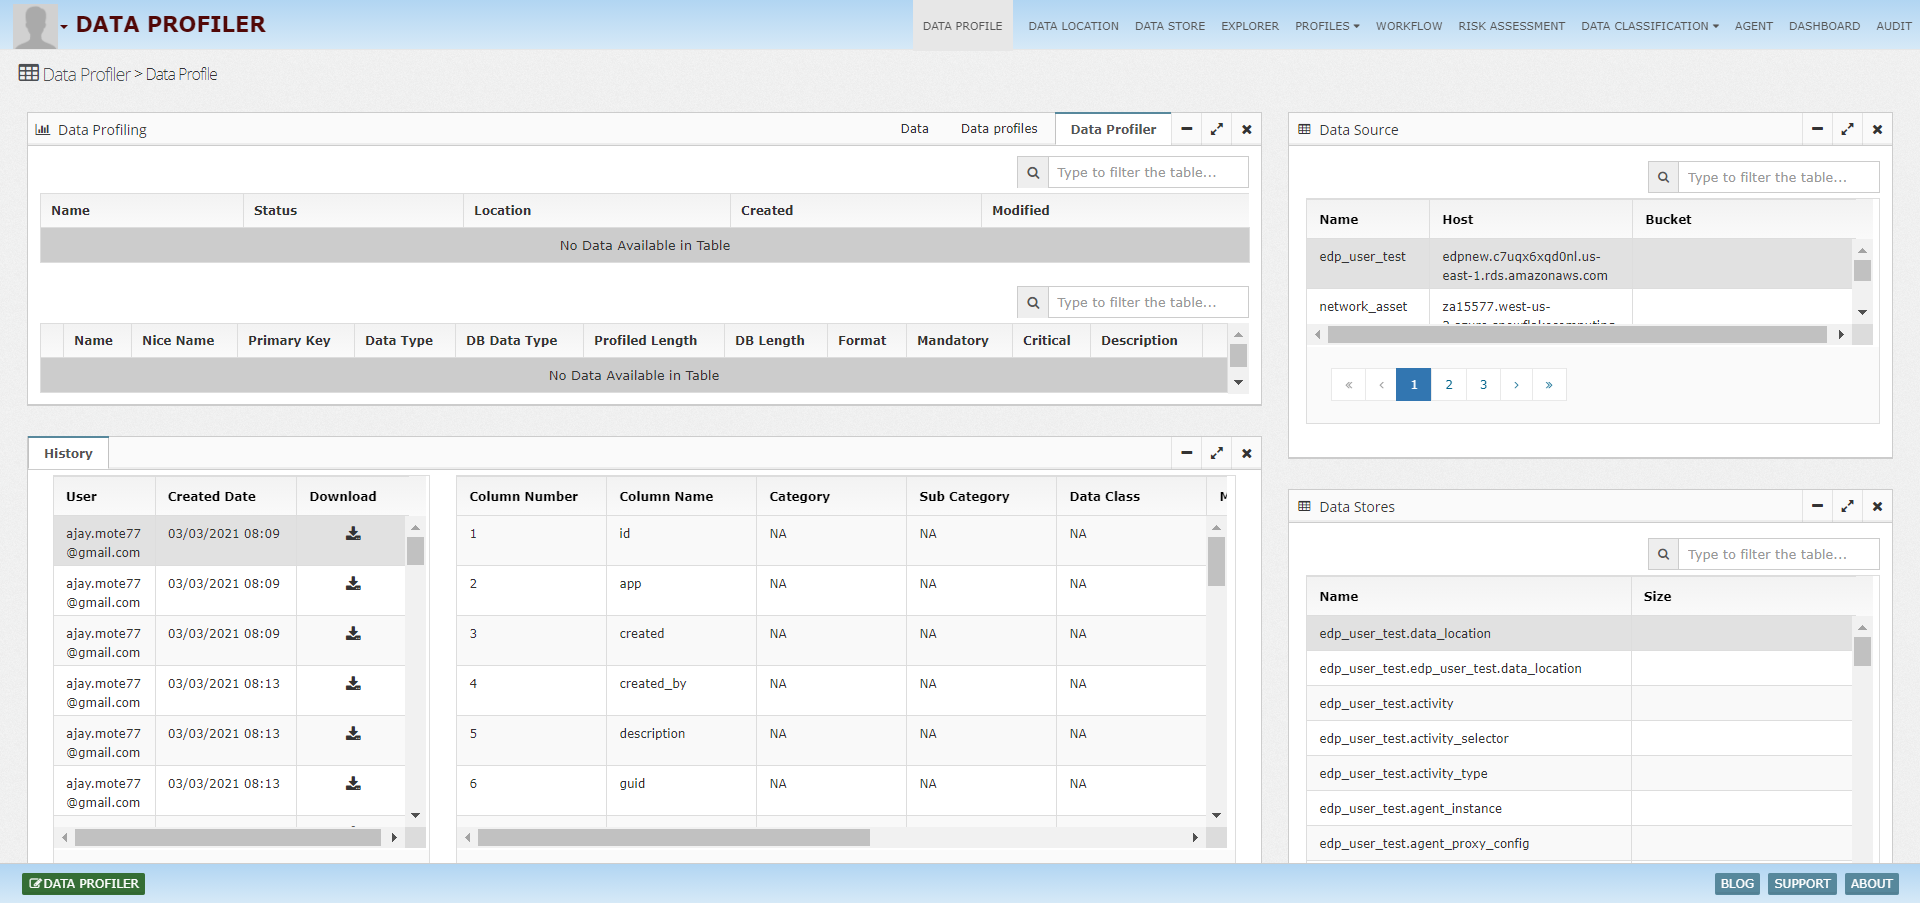 DATA PROFILER
DATA PROFILE DATA LOCATION DATA STORE EXPLORER PROFILES WORKFLOW RISK ASSESSMENT DATA CLASSIFICATION AGENT DASHBOARD AUDIT
Data Profiler > Data Profile
Data Profiling Data Data profiles Data Profiler
Type to filter the table...
Name Status Location Created Modified
No Data Available in Table
Type to filter the table...
Name Nice Name Primary Key Data Type DB Data Type Profiled Length DB Length Format Mandatory Critical Description
No Data Available in Table
Data Source
Type to filter the table...
Name Host Bucket
edp_user_test edpnew.c7uqx6xqd0nl.us-
east-1.rds.amazonaws.com
network_asset za15577.west-us-
« ‹ 1 2 3 › »
History
User Created Date Download
ajay.mote77 03/03/2021 08:09
@gmail.com
ajay.mote77 03/03/2021 08:09
@gmail.com
ajay.mote77 03/03/2021 08:09
@gmail.com
ajay.mote77 03/03/2021 08:13
@gmail.com
ajay.mote77 03/03/2021 08:13
@gmail.com
ajay.mote77 03/03/2021 08:13
@gmail.com
Column Number Column Name Category Sub Category Data Class
1 id NA NA NA
2 app NA NA NA
3 created NA NA NA
4 created_by NA NA NA
5 description NA NA NA
6 guid NA NA NA
Data Stores
Type to filter the table...
Name Size
edp_user_test.data_location
edp_user_test.edp_user_test.data_location
edp_user_test.activity
edp_user_test.activity_selector
edp_user_test.activity_type
edp_user_test.agent_instance
edp_user_test.agent_proxy_config
DATA PROFILER
BLOG SUPPORT ABOUT